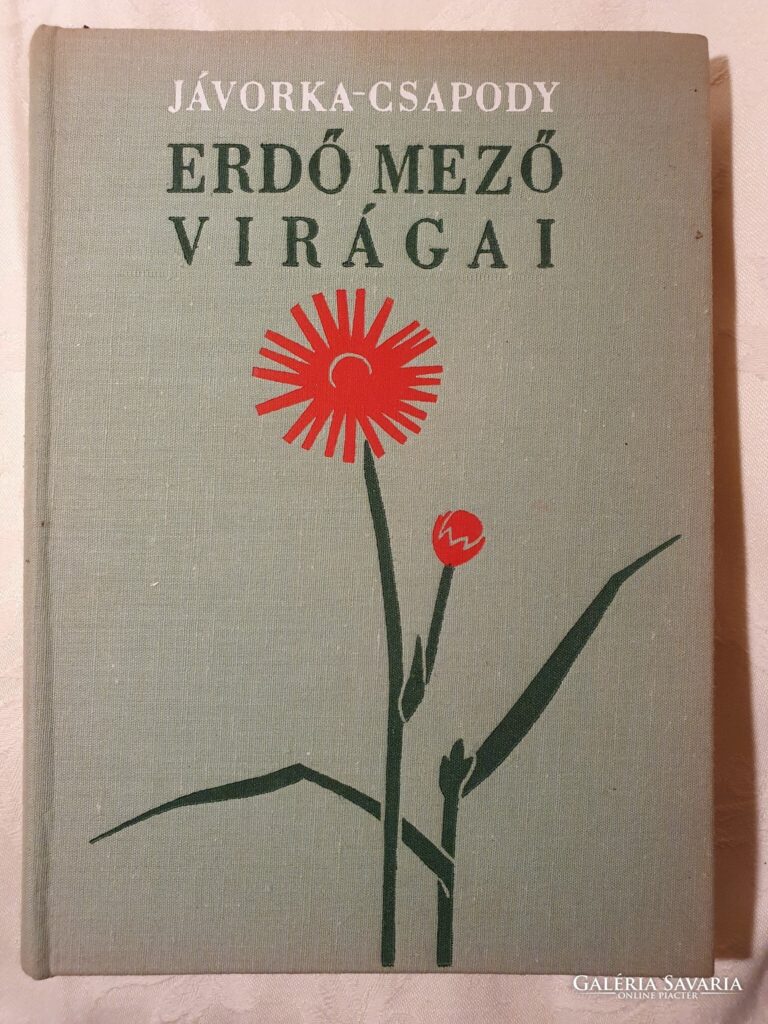 JÁVORKA-CSAPODY
ERDŐ MEZŐ
VIRÁGAI
GALÉRIA SAVARIA
ONLINE PIACTÉR